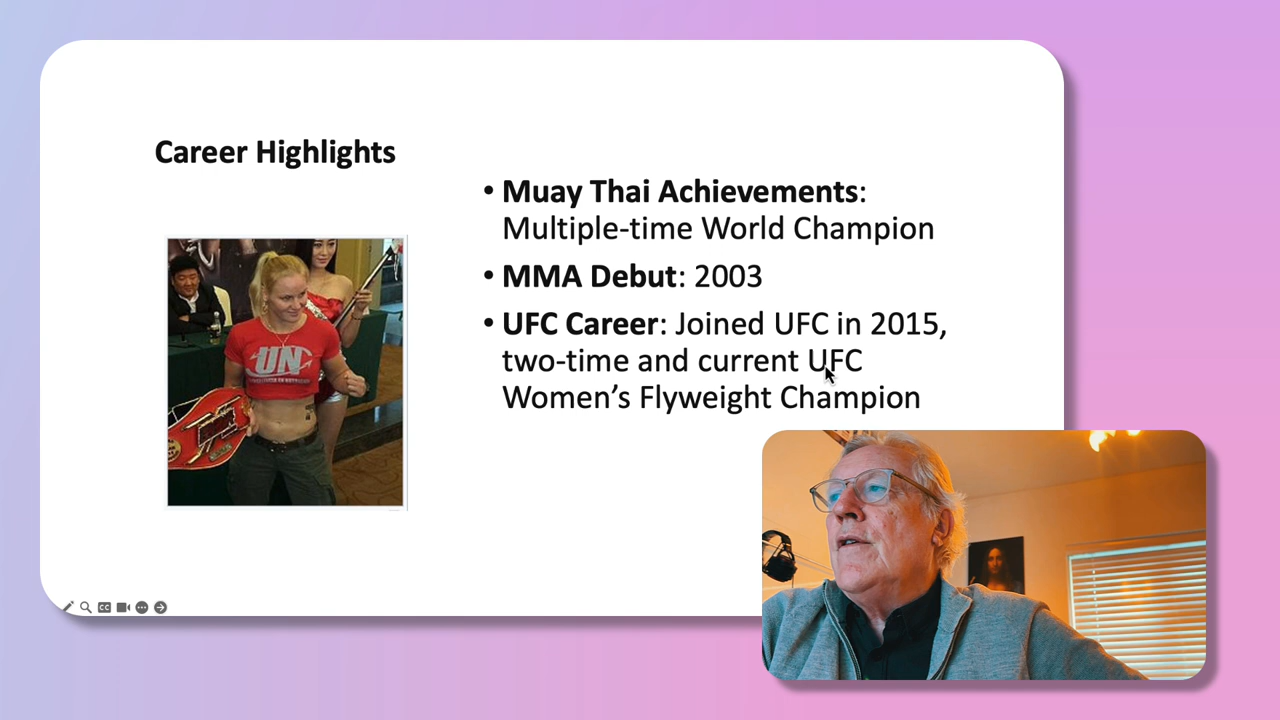 Career Highlights
• Muay Thai Achievements:
Multiple-time World Champion
• MMA Debut: 2003
• UFC Career: Joined UFC in 2015,
two-time and current UFC
Women’s Flyweight Champion
UN
CC